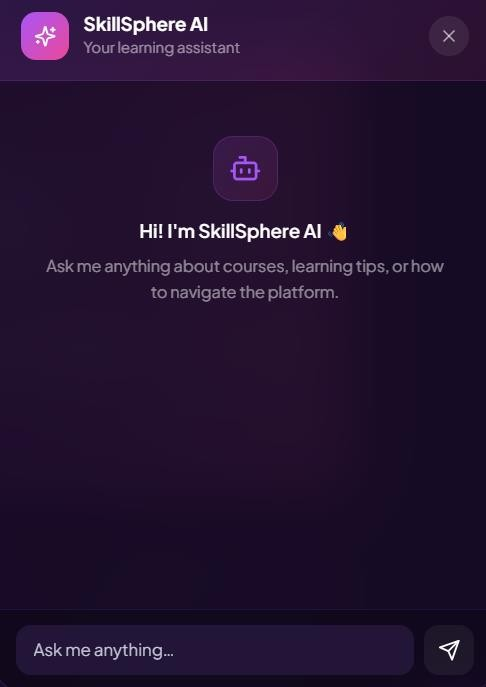 SkillSphere AI
Your learning assistant
Hi! I'm SkillSphere AI 👋
Ask me anything about courses, learning tips, or how
to navigate the platform.
Ask me anything...